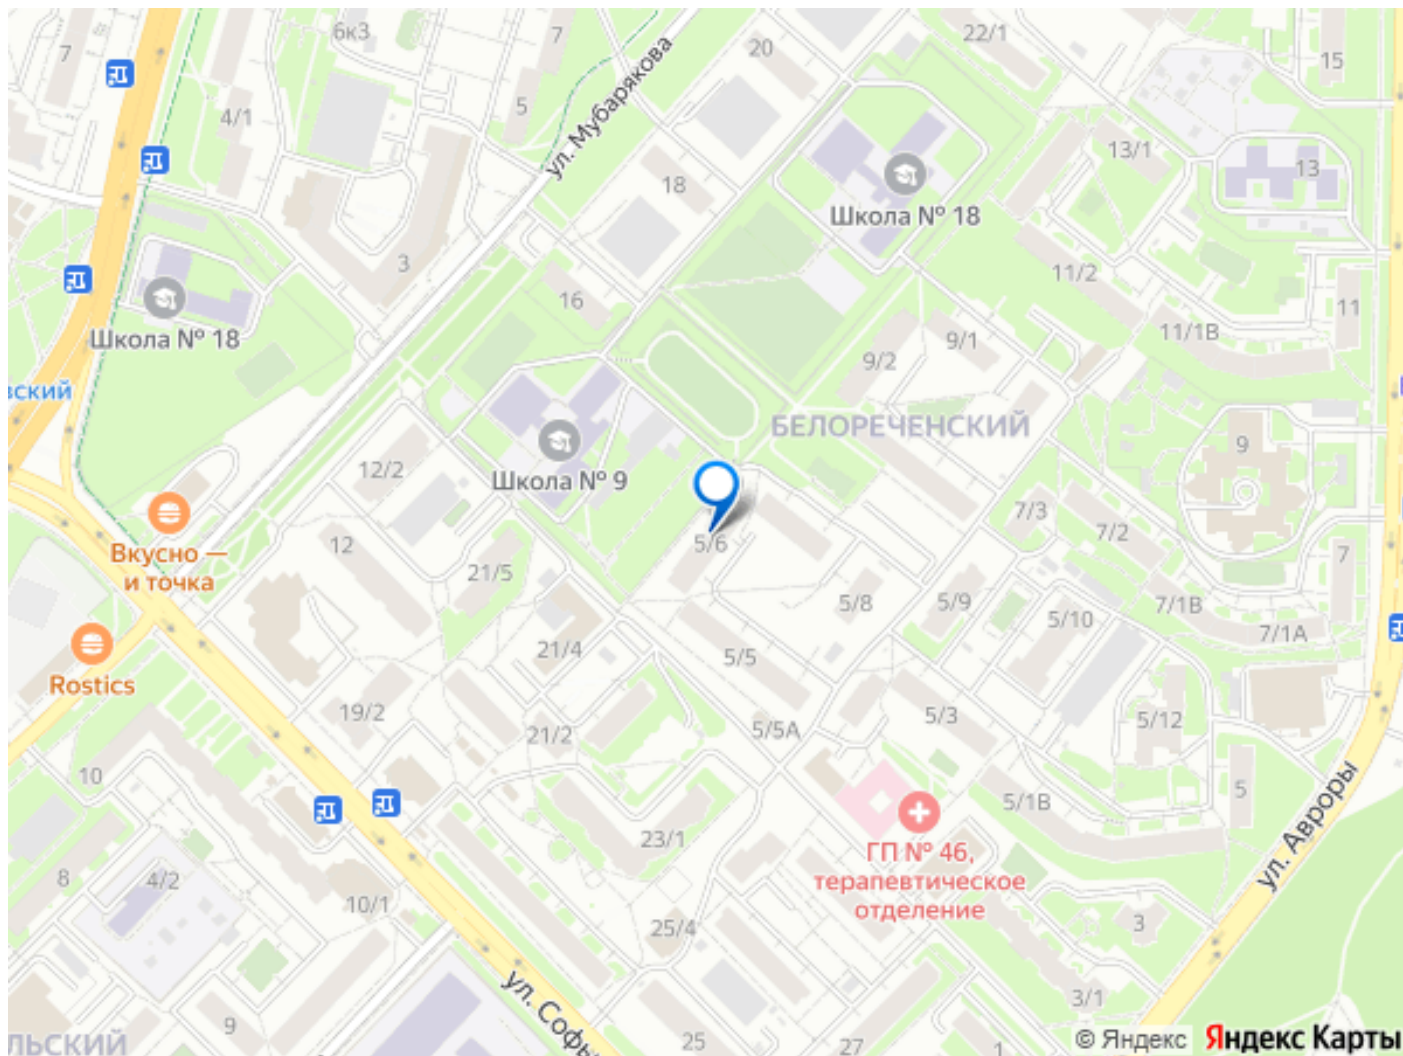 6к3
7
20
22/1
15
7
4/1
5
ул. Мубарякова
18
13/1
13
Школа № 18
11/2
3
16
Школа № 18
11
11/1В
9/1
9/2
вский
БЕЛОРЕЧЕНСКИЙ
9
12/2
Школа № 9
7/3
7/2
7
12
5/6
Вкусно —
и точка
21/5
5/8
5/9
5/10
7/1В
7/1А
21/4
5/5
Rostics
19/2
21/2
5/5А
5/3
5/12
10
5
5/1В
ул. Авроры
23/1
ГП № 46,
терапевтическое
отделение
8
4/2
10/1
25/4
3
ул. Софь
3/1
9
25
27
1
льский
© Яндекс
Яндекс Карты